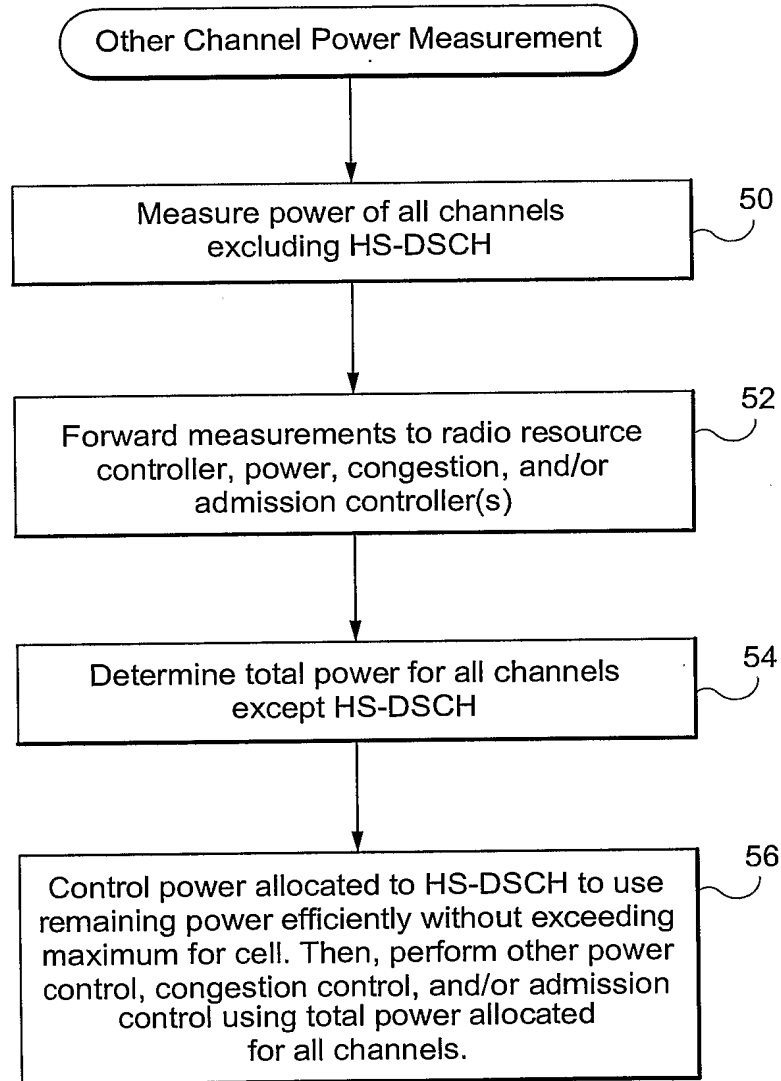 Other Channel Power Measurement
Measure power of all channels
excluding HS-DSCH
50
Forward measurements to radio resource
controller, power, congestion, and/or
admission controller(s)
52
Determine total power for all channels
except HS-DSCH
54
Control power allocated to HS-DSCH to use
remaining power efficiently without exceeding
maximum for cell. Then, perform other power
control, congestion control, and/or admission
control using total power allocated
for all channels.
56